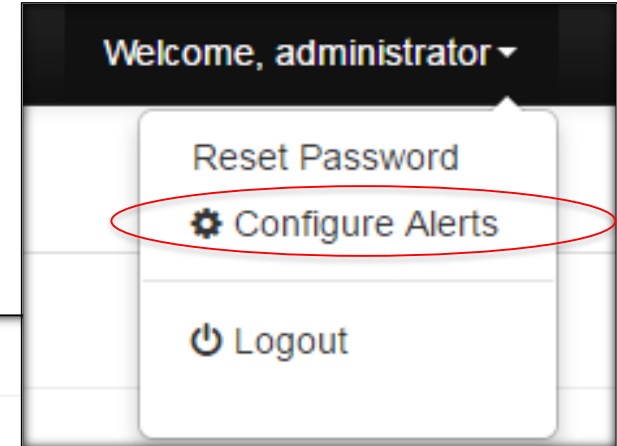 Welcome, administrator
Reset Password
Configure Alerts
Logout